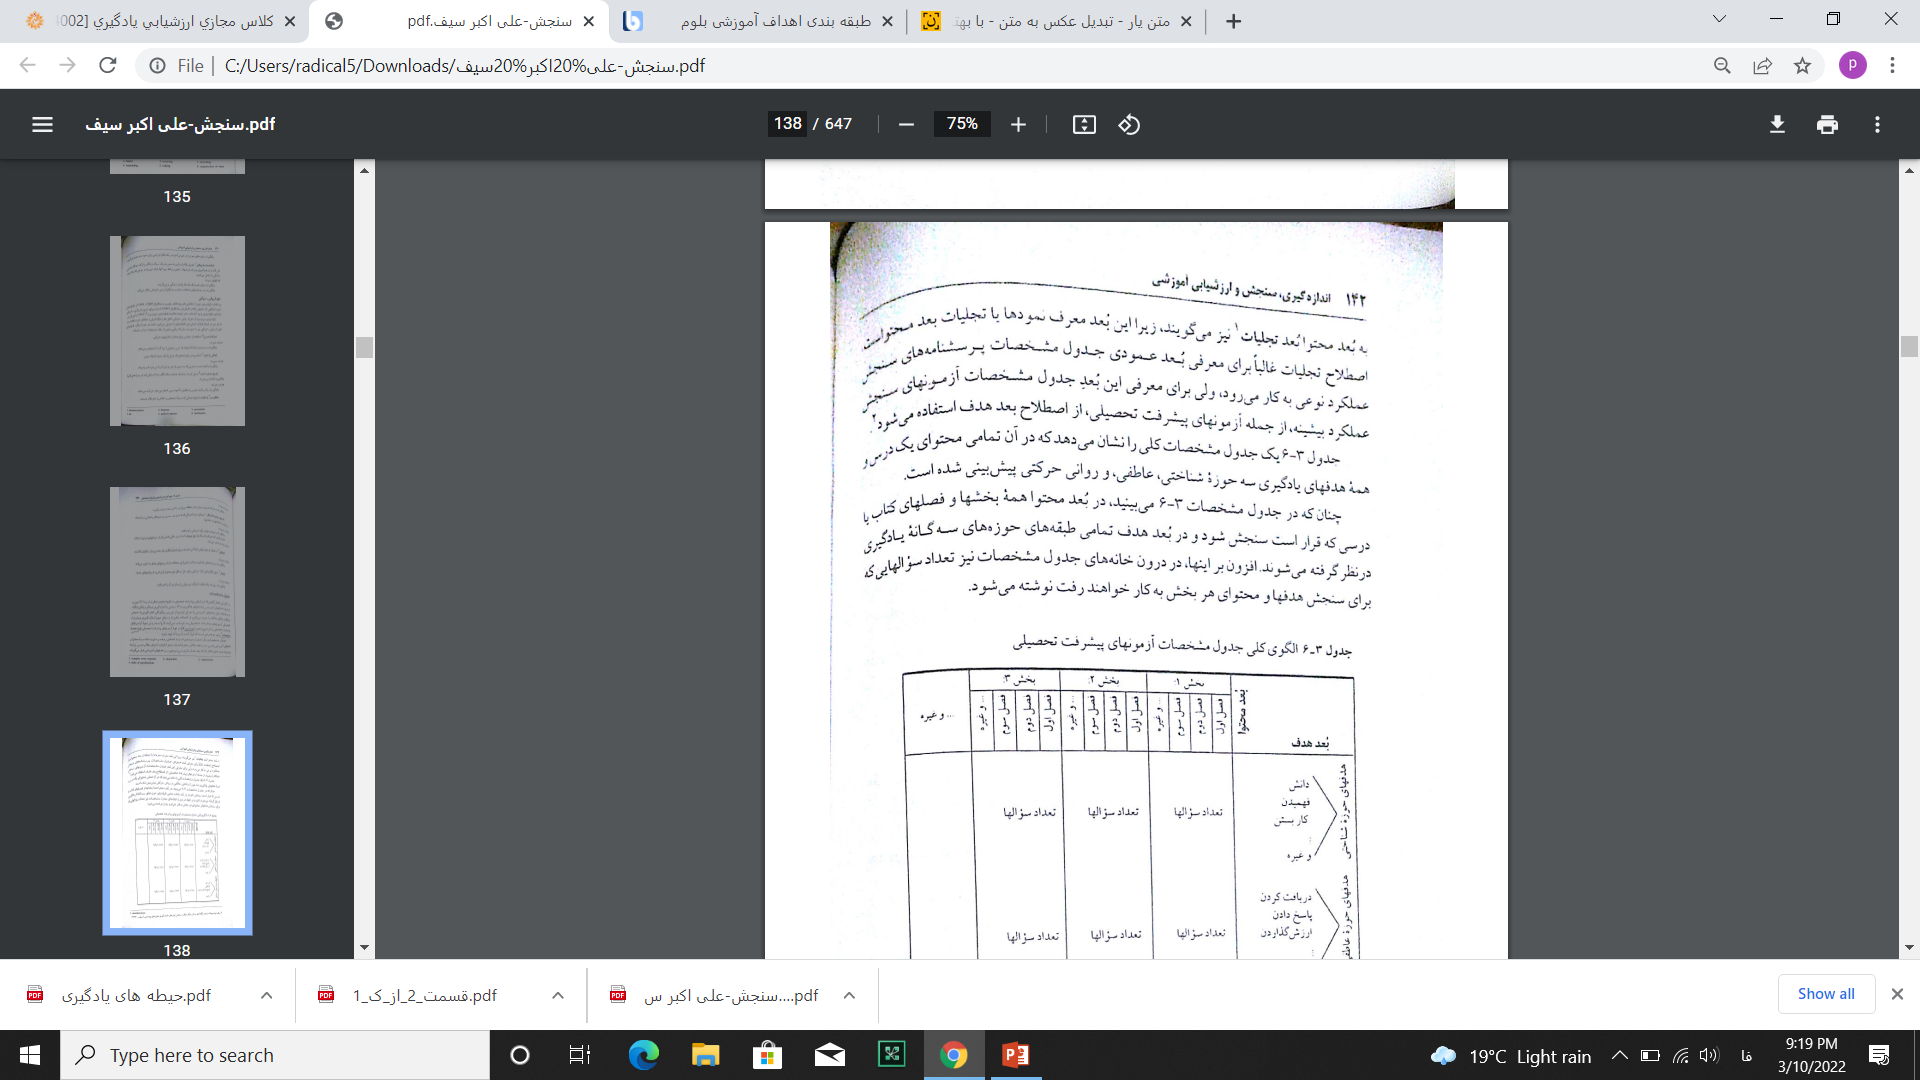 کلاس مجازي ارزشيابي يادگيري
سنجش-علی اکبر سیف.pdf
طبقه بندی اهداف آموزشی بلوم
متن یار - تبدیل عکس به متن - با بهتر
File
C:/Users/radical5/Downloads/سنجش-علی%20اکبر%20سیف.pdf
P
سنجش-علی اکبر سیف.pdf
138 / 647
75%
135
136
137
138
۱۴۲ اندازه‌گیری، سنجش و ارزشیابی آموزشی
به بُعد محتوا بُعد تجلیات۱ نیز می‌گویند، زیرا این بُعد معرف نمودها یا تجلیات بعد محتواست.
اصطلاح تجلیات غالباً برای معرفی بُعد عمودی جدول مشخصات پرسشنامه‌های سنجش
عملکرد نوعی به کار می‌رود، ولی برای معرفی این بُعدِ جدول مشخصات آزمونهای سنجش
عملکرد بیشینه، از جمله آزمونهای پیشرفت تحصیلی، از اصطلاح بعد هدف استفاده می‌شود۲.
جدول ۳-۶ یک جدول مشخصات کلی را نشان می‌دهد که در آن تمامی محتوای یک درس و
همهٔ هدفهای یادگیری سه حوزهٔ شناختی، عاطفی، و روانی حرکتی پیش‌بینی شده است.
چنان که در جدول مشخصات ۳-۶ می‌بینید، در بُعد محتوا همهٔ بخشها و فصلهای کتاب یا
درسی که قرار است سنجش شود و در بُعد هدف تمامی طبقه‌های حوزه‌های سه گانهٔ یادگیری
در نظر گرفته می‌شوند. افزون بر اینها، در درون خانه‌های جدول مشخصات نیز تعداد سؤالهایی که
برای سنجش هدفها و محتوای هر بخش به کار خواهند رفت نوشته می‌شود.
جدول ۳-۶ الگوی کلی جدول مشخصات آزمونهای پیشرفت تحصیلی
بُعد محتوا
بخش ۱:
بخش ۲:
بخش ۳:
... و غیره
فصل اول
فصل دوم
فصل سوم
... و غیره
فصل اول
فصل دوم
فصل سوم
... و غیره
فصل اول
فصل دوم
فصل سوم
... و غیره
بُعد هدف
هدفهای حوزهٔ شناختی
دانش
فهمیدن
کار بستن
و غیره
تعداد سؤالها
تعداد سؤالها
تعداد سؤالها
هدفهای حوزهٔ عاطفی
دریافت کردن
پاسخ دادن
ارزش‌گذاردن
تعداد سؤالها
تعداد سؤالها
تعداد سؤالها
حیطه های یادگیری.pdf
قسمت_2_از_ک_1.pdf
سنجش-علی اکبر س....pdf
Show all
Type here to search
19°C Light rain
فا
9:19 PM
3/10/2022